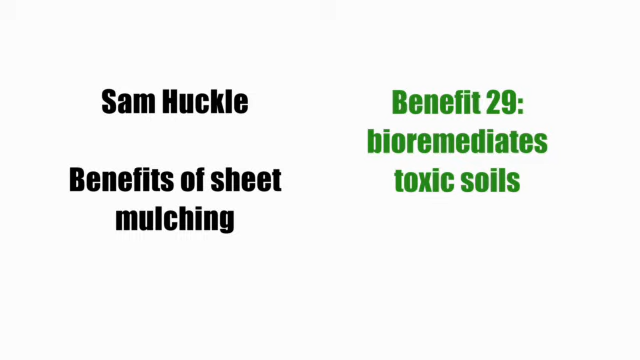 Sam Huckle
Benefits of sheet
mulching
Benefit 29:
bioremediates
toxic soils